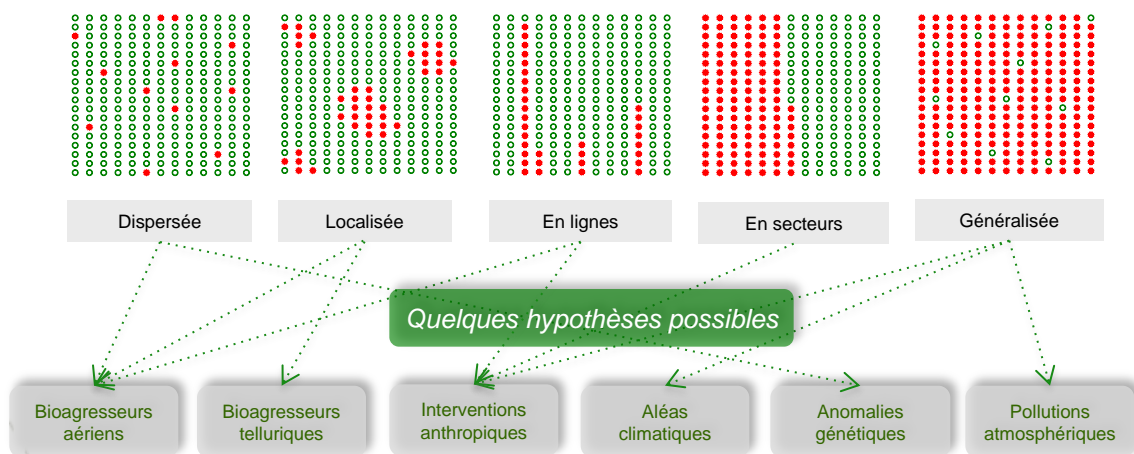 Dispersée
Localisée
En lignes
En secteurs
Généralisée
Quelques hypothèses possibles
Bioagresseurs
aériens
Bioagresseurs
telluriques
Interventions
anthropiques
Aléas
climatiques
Anomalies
génétiques
Pollutions
atmosphériques